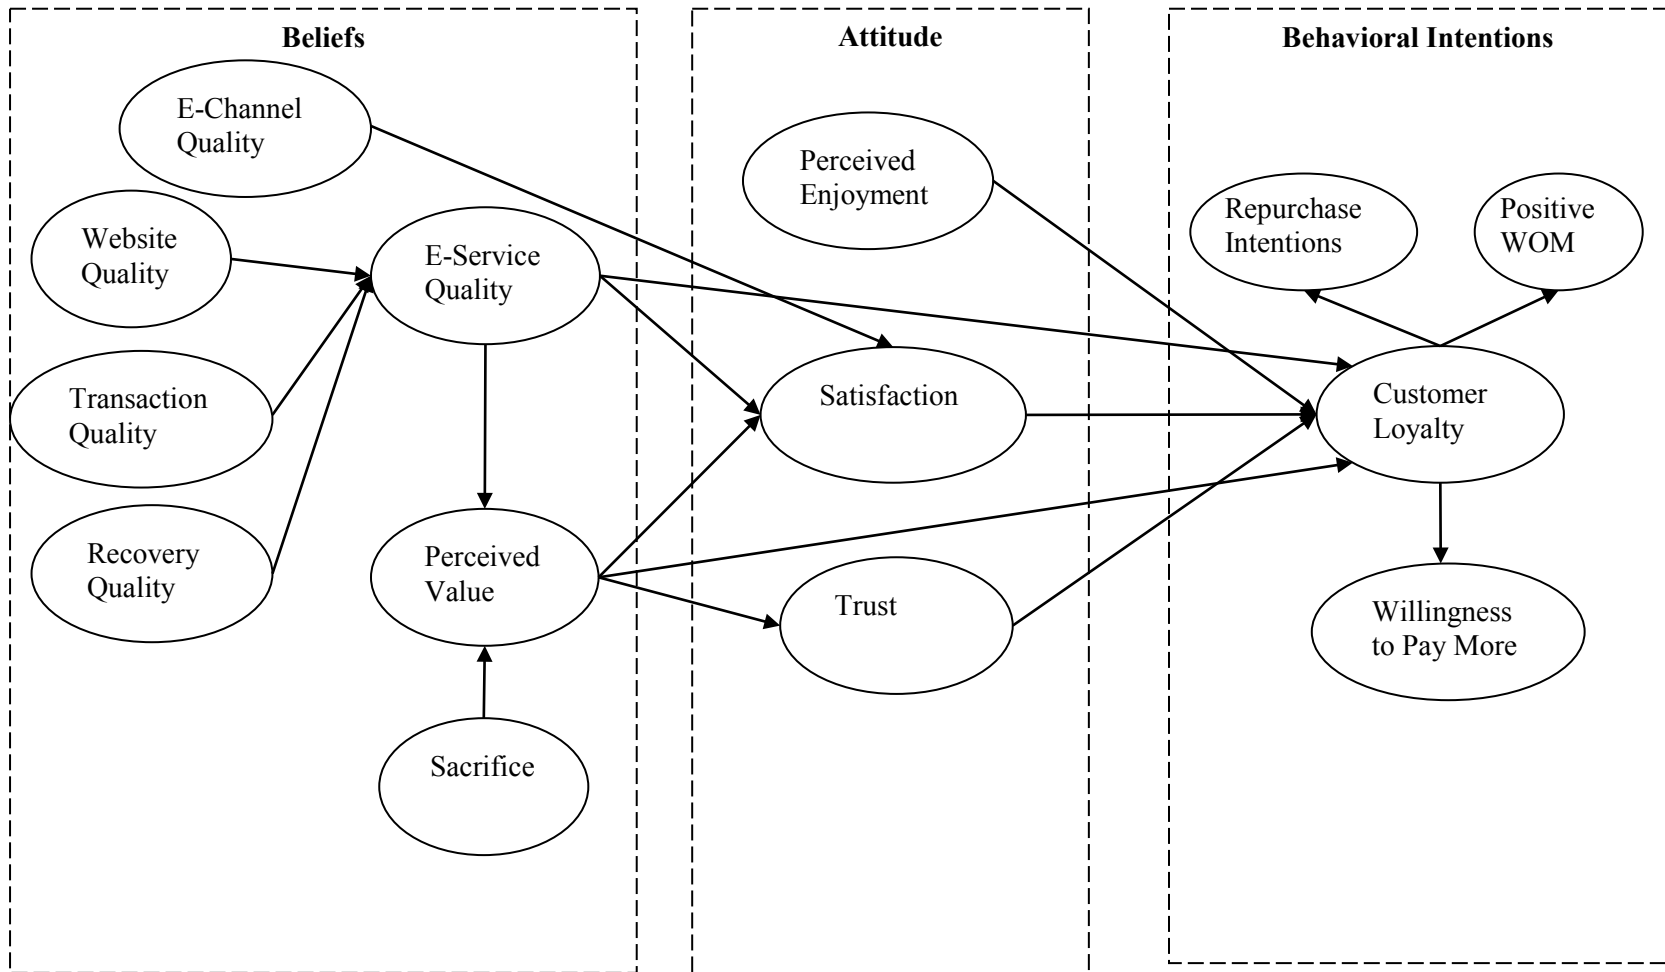 Beliefs
Attitude
Behavioral Intentions
E-Channel
Quality
Website
Quality
E-Service
Quality
Transaction
Quality
Recovery
Quality
Perceived
Value
Sacrifice
Perceived
Enjoyment
Satisfaction
Trust
Repurchase
Intentions
Positive
WOM
Customer
Loyalty
Willingness
to Pay More